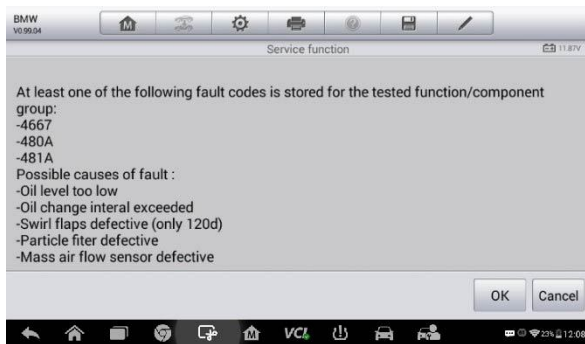 BMW
V0.99.04
Service function
11.87V
At least one of the following fault codes is stored for the tested function/component
group:
-4667
-480A
-481A
Possible causes of fault :
-Oil level too low
-Oil change interal exceeded
-Swirl flaps defective (only 120d)
-Particle fiter defective
-Mass air flow sensor defective
OK
Cancel
M
M
VCI
23%
12:08